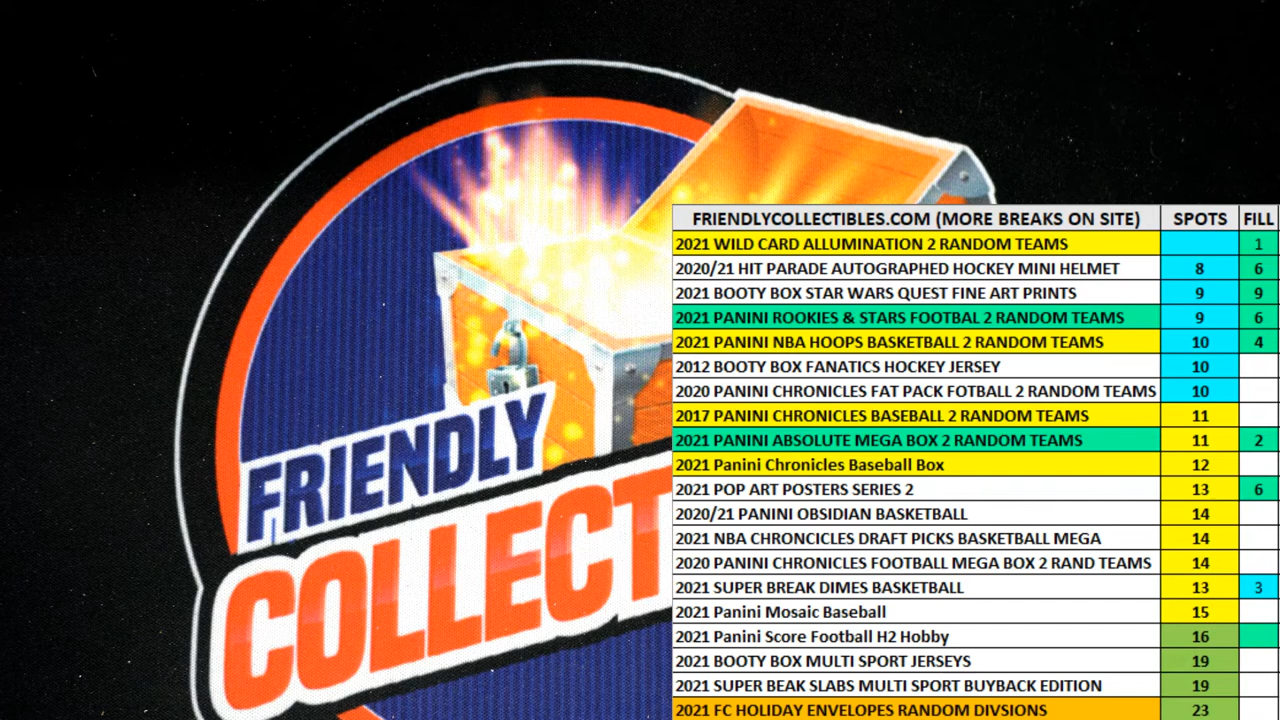 FRIENDLY
COLLECT
FRIENDLYCOLLECTIBLES.COM (MORE BREAKS ON SITE) SPOTS FILL
2021 WILD CARD ALLUMINATION 2 RANDOM TEAMS 1
2020/21 HIT PARADE AUTOGRAPHED HOCKEY MINI HELMET 8 6
2021 BOOTY BOX STAR WARS QUEST FINE ART PRINTS 9 9
2021 PANINI ROOKIES & STARS FOOTBAL 2 RANDOM TEAMS 9 6
2021 PANINI NBA HOOPS BASKETBALL 2 RANDOM TEAMS 10 4
2012 BOOTY BOX FANATICS HOCKEY JERSEY 10
2020 PANINI CHRONICLES FAT PACK FOTBALL 2 RANDOM TEAMS 10
2017 PANINI CHRONICLES BASEBALL 2 RANDOM TEAMS 11
2021 PANINI ABSOLUTE MEGA BOX 2 RANDOM TEAMS 11 2
2021 Panini Chronicles Baseball Box 12
2021 POP ART POSTERS SERIES 2 13 6
2020/21 PANINI OBSIDIAN BASKETBALL 14
2021 NBA CHRONCICLES DRAFT PICKS BASKETBALL MEGA 14
2020 PANINI CHRONICLES FOOTBALL MEGA BOX 2 RAND TEAMS 14
2021 SUPER BREAK DIMES BASKETBALL 13 3
2021 Panini Mosaic Baseball 15
2021 Panini Score Football H2 Hobby 16
2021 BOOTY BOX MULTI SPORT JERSEYS 19
2021 SUPER BEAK SLABS MULTI SPORT BUYBACK EDITION 19
2021 FC HOLIDAY ENVELOPES RANDOM DIVSIONS 23